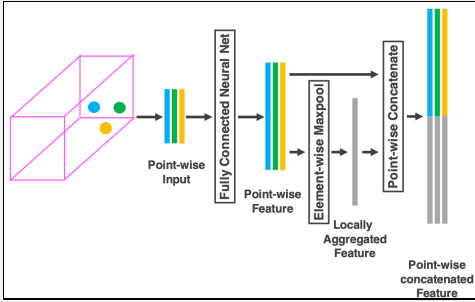 Point-wise
Input
Fully Connected Neural Net
Point-wise
Feature
Element-wise Maxpool
Locally
Aggregated
Feature
Point-wise Concatenate
Point-wise
concatenated
Feature